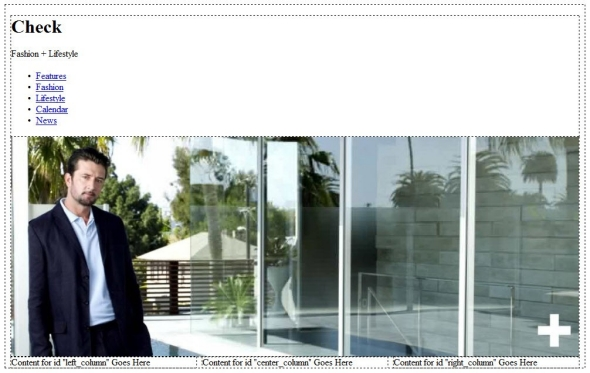 Check
Fashion + Lifestyle
• Features
• Fashion
• Lifestyle
• Calendar
• News
Content for id "left_column" Goes Here
Content for id "center_column" Goes Here
Content for id "right_column" Goes Here